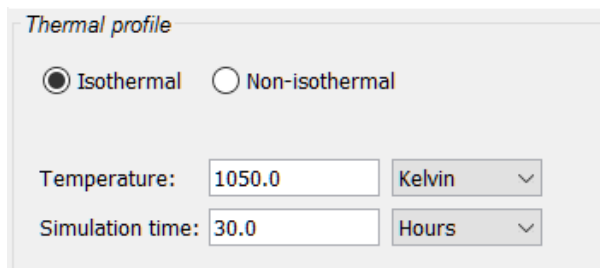 Thermal profile
Isothermal Non-isothermal
Temperature: 1050.0 Kelvin
Simulation time: 30.0 Hours